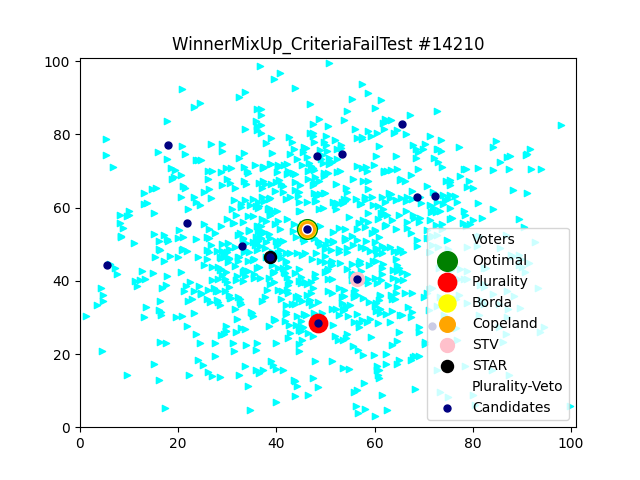 WinnerMixUp_CriteriaFailTest #14210
100
80
60
40
20
0
0
20
40
60
80
100
Voters
Optimal
Plurality
Borda
Copeland
STV
STAR
Plurality-Veto
Candidates